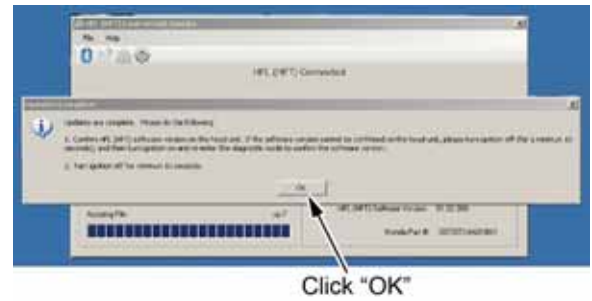 File Help
HFL (HFT) Connected
Updates are complete. Please do the following
1. Confirm HFL (HFT) software version on the head unit. If the software version cannot be confirmed on the head unit, please turn ignition off (for a minimum 10
seconds), and then turn ignition on and re-enter the diagnostic mode to confirm the software version.
2. Turn ignition off for minimum 10 seconds.
OK
HFL (HFT) Software Version
Honda Part #:
Click “OK”